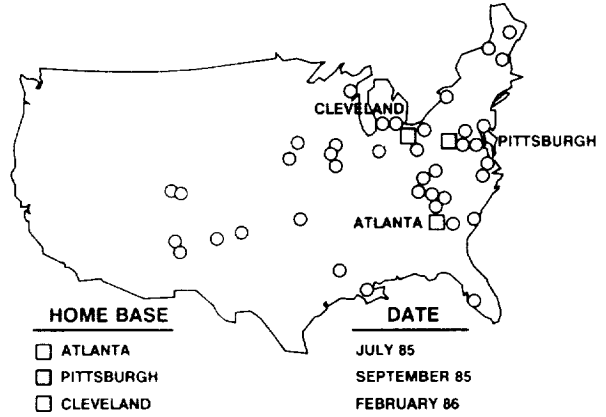 CLEVELAND
PITTSBURGH
ATLANTA
HOME BASE DATE
ATLANTA JULY 85
PITTSBURGH SEPTEMBER 85
CLEVELAND FEBRUARY 86